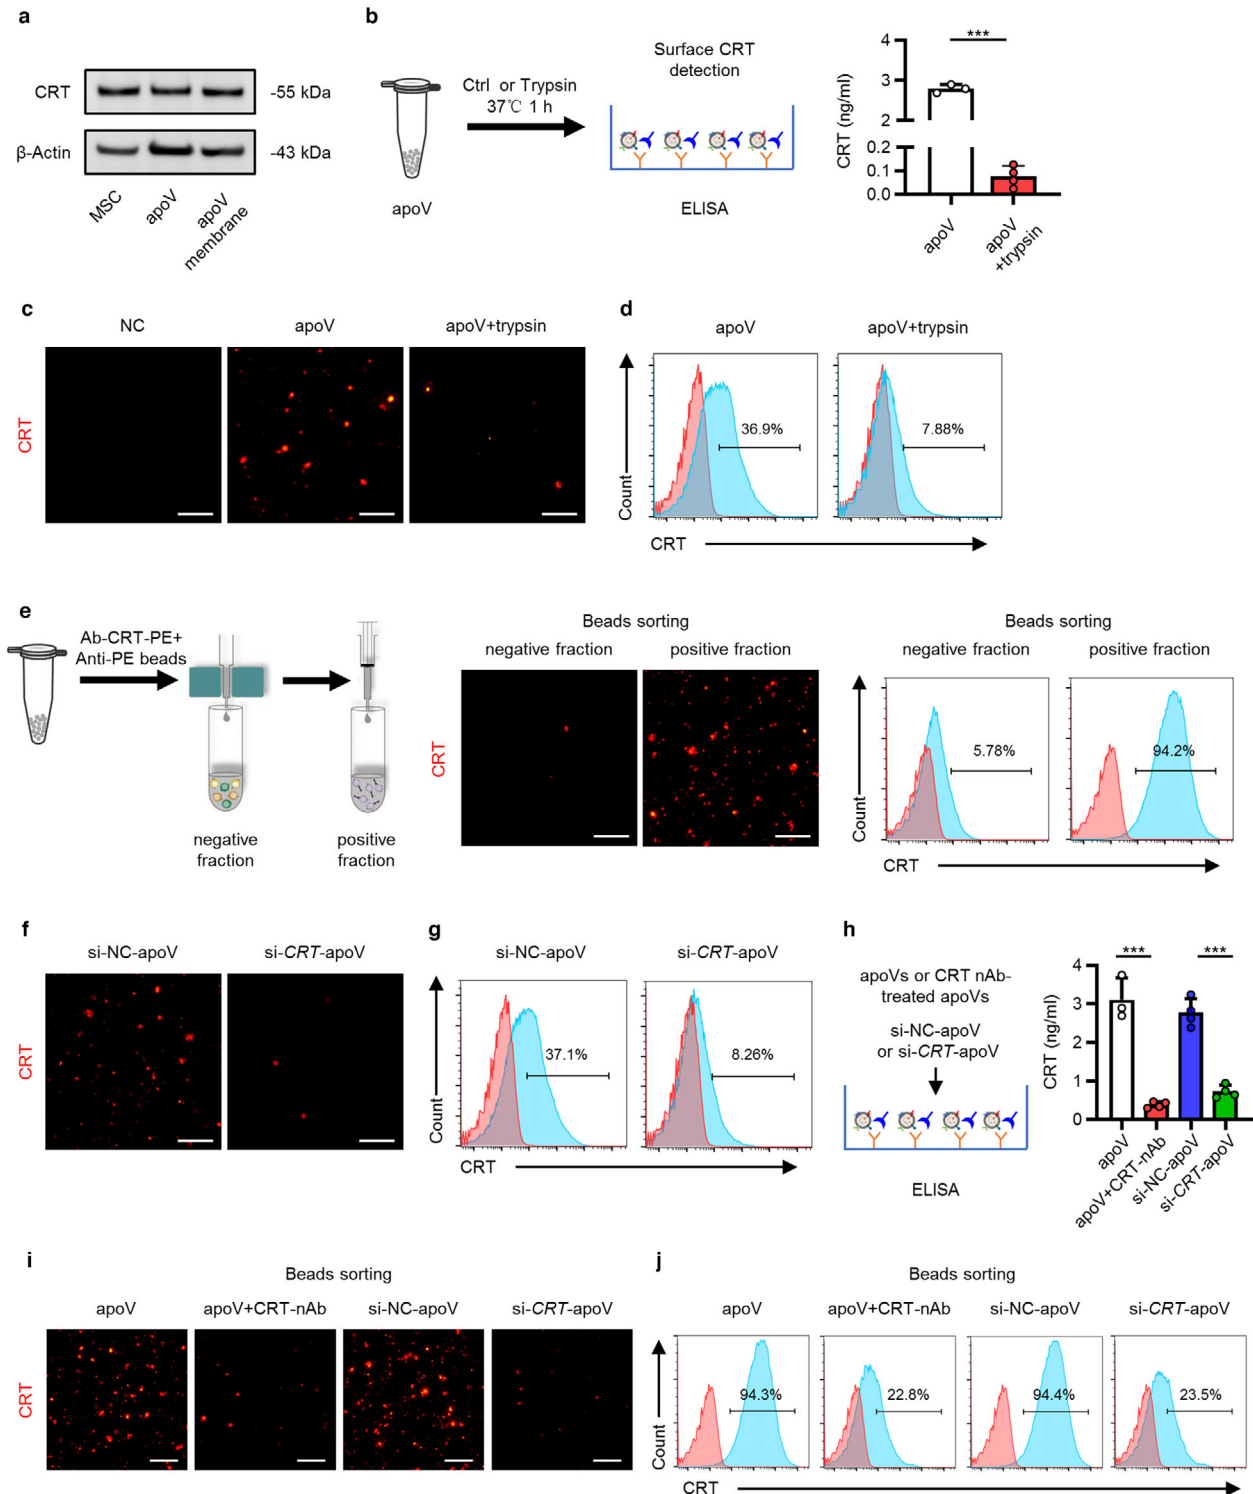 a
CRT
-55 kDa
β-Actin
-43 kDa
MSC
apoV
apoV
membrane
b
Ctrl or Trypsin
37℃ 1 h
apoV
Surface CRT
detection
ELISA
***
CRT (ng/ml)
4
3
2
0.2
0.1
0.0
apoV
apoV
+trypsin
c
NC
apoV
apoV+trypsin
CRT
d
apoV
apoV+trypsin
Count
36.9%
7.88%
CRT
e
Ab-CRT-PE+
Anti-PE beads
negative
fraction
positive
fraction
Beads sorting
negative fraction
positive fraction
CRT
Beads sorting
negative fraction
positive fraction
Count
5.78%
94.2%
CRT
f
si-NC-apoV
si-CRT-apoV
CRT
g
si-NC-apoV
si-CRT-apoV
Count
37.1%
8.26%
CRT
h
apoVs or CRT nAb-
treated apoVs
si-NC-apoV
or si-CRT-apoV
ELISA
***
***
CRT (ng/ml)
4
3
2
1
0
apoV
apoV+CRT-nAb
si-NC-apoV
si-CRT-apoV
i
Beads sorting
apoV
apoV+CRT-nAb
si-NC-apoV
si-CRT-apoV
CRT
j
Beads sorting
apoV
apoV+CRT-nAb
si-NC-apoV
si-CRT-apoV
Count
94.3%
22.8%
94.4%
23.5%
CRT